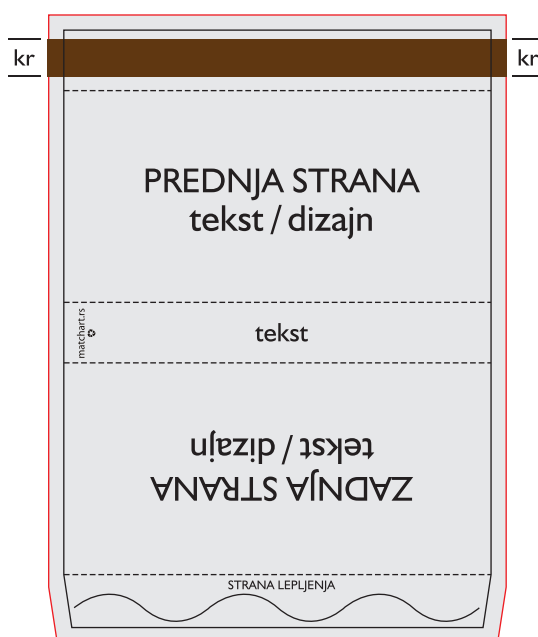 kr
kr
PREDNJA STRANA
tekst / dizajn
matchart.rs
tekst
ZADNJA STRANA
tekst / dizajn
STRANA LEPLJENJA